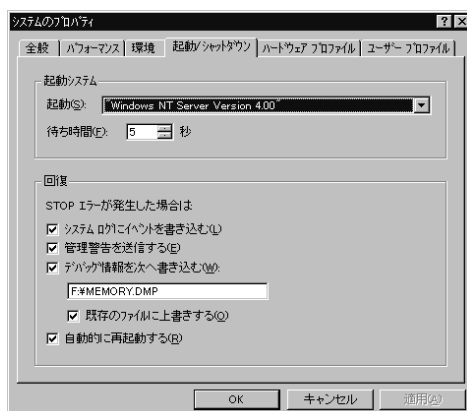 システムのプロパティ
全般 パフォーマンス 環境 起動/シャットダウン ハードウェア プロファイル ユーザー プロファイル
起動システム
起動(S): "Windows NT Server Version 4.00"
待ち時間(E): 5 秒
回復
STOP エラーが発生した場合は
システム ログにイベントを書き込む(L)
管理警告を送信する(E)
デバッグ情報を次へ書き込む(W):
F:¥MEMORY.DMP
既存のファイルに上書きする(O)
自動的に再起動する(R)
OK キャンセル 適用(A)